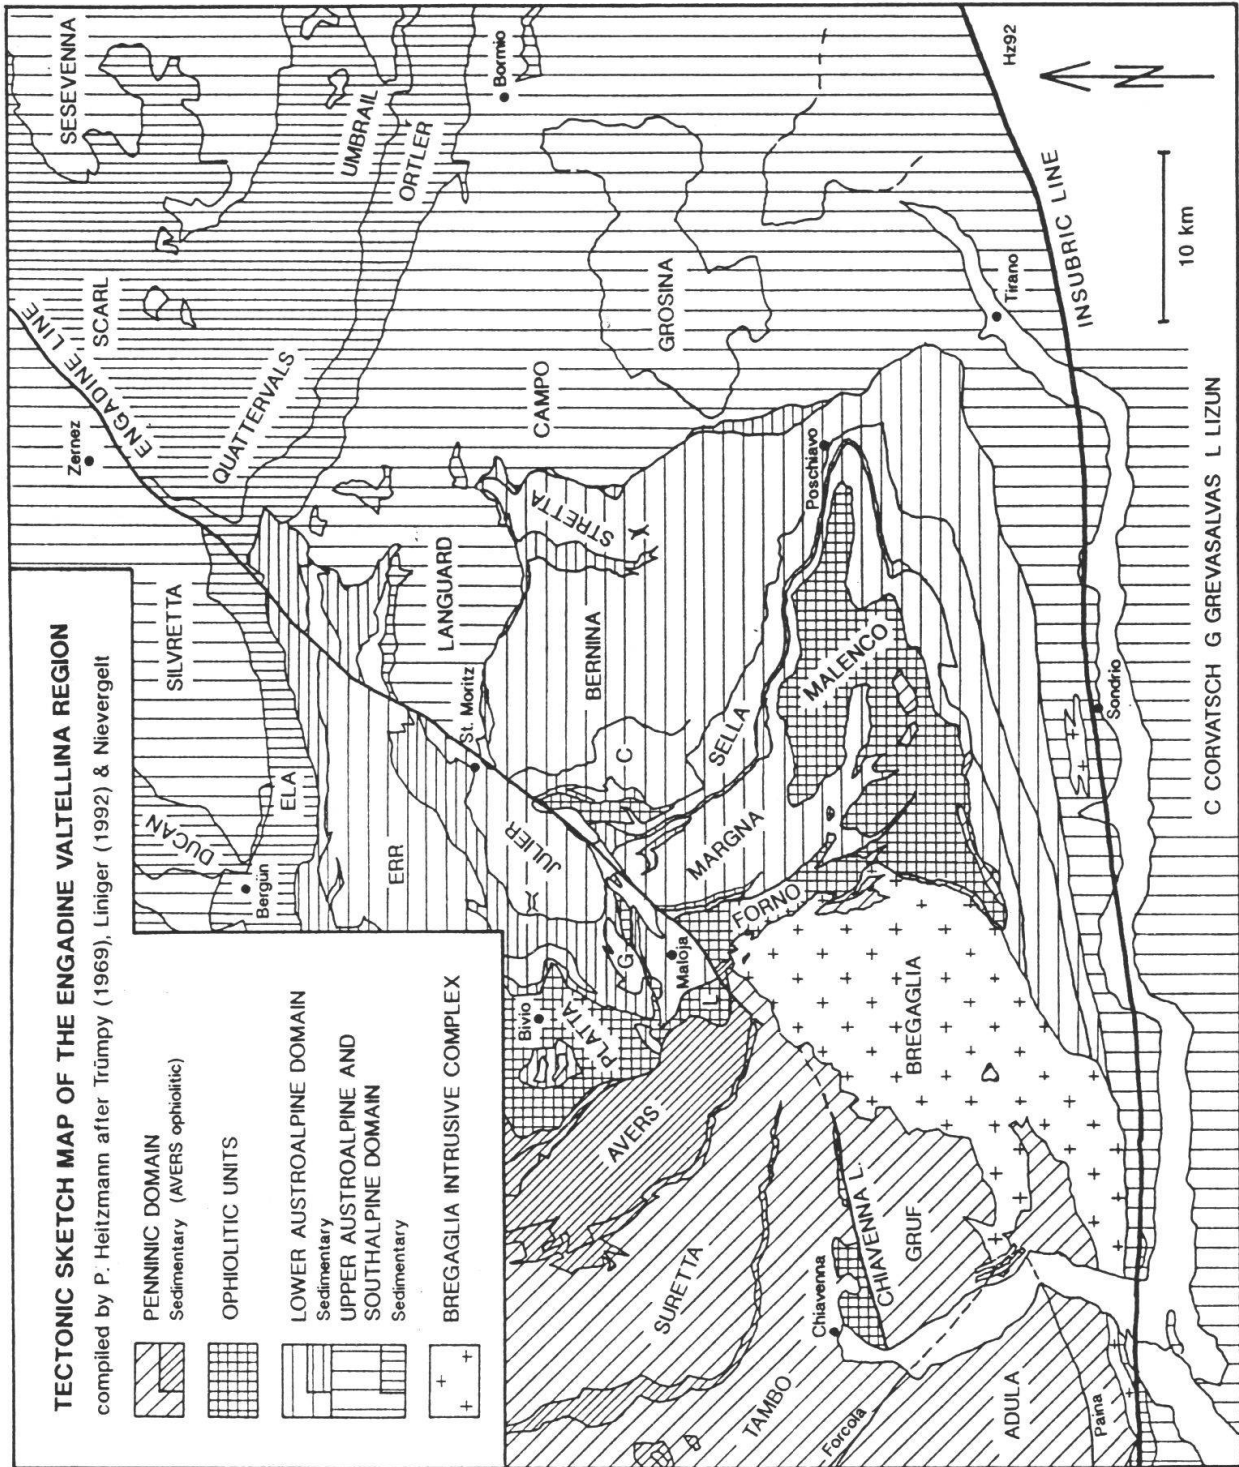 TECTONIC SKETCH MAP OF THE ENGADINE VALTELLINA REGION
compiled by P. Heitzmann after Trümpy (1969), Liniger (1992) & Nievergelt
PENNINIC DOMAIN
Sedimentary (AVERS ophiolitic)
OPHIOLITIC UNITS
LOWER AUSTROALPINE DOMAIN
Sedimentary
UPPER AUSTROALPINE AND
SOUTHALPINE DOMAIN
Sedimentary
BREGAGLIA INTRUSIVE COMPLEX
SILVRETTA
DUCAN
ELA
Bergün
ERR
Zernez
ENGADINE LINE
SCARL
SESEVENNA
QUATTERVALS
UMBRAIL
ORTLER
Bormio
LANGUARD
St. Moritz
JULIER
CAMPO
STRETTA
BERNINA
GROSINA
C
G
Bivio
PLATTA
Maloja
L
AVERS
SURETTA
TAMBO
SELLA
MARGNA
FORNO
MALENCO
Poschiavo
Tirano
BREGAGLIA
Chiavenna
CHIAVENNA L.
GRUF
Forcola
ADULA
Paina
Sondrio
INSUBRIC LINE
Hz92
N
10 km
C CORVATSCH G GREVASALVAS L LIZUN